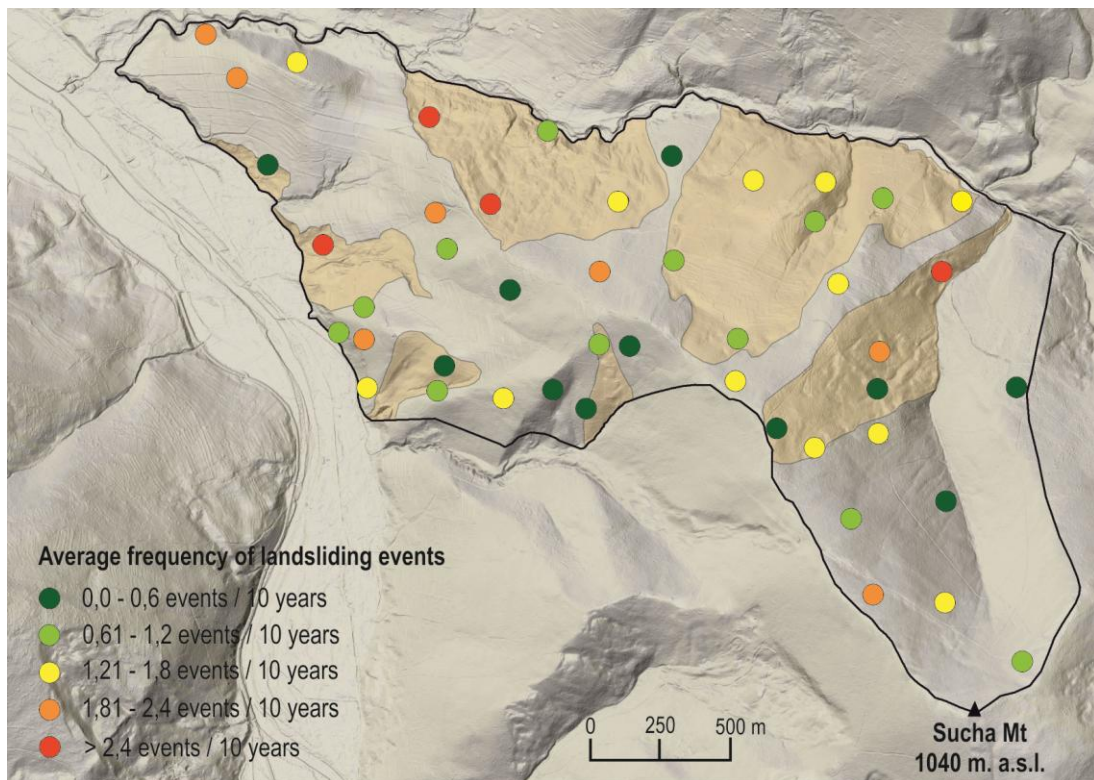 Average frequency of landsliding events
0,0 - 0,6 events / 10 years
0,61 - 1,2 events / 10 years
1,21 - 1,8 events / 10 years
1,81 - 2,4 events / 10 years
> 2,4 events / 10 years
0 250 500 m
Sucha Mt
1040 m. a.s.l.